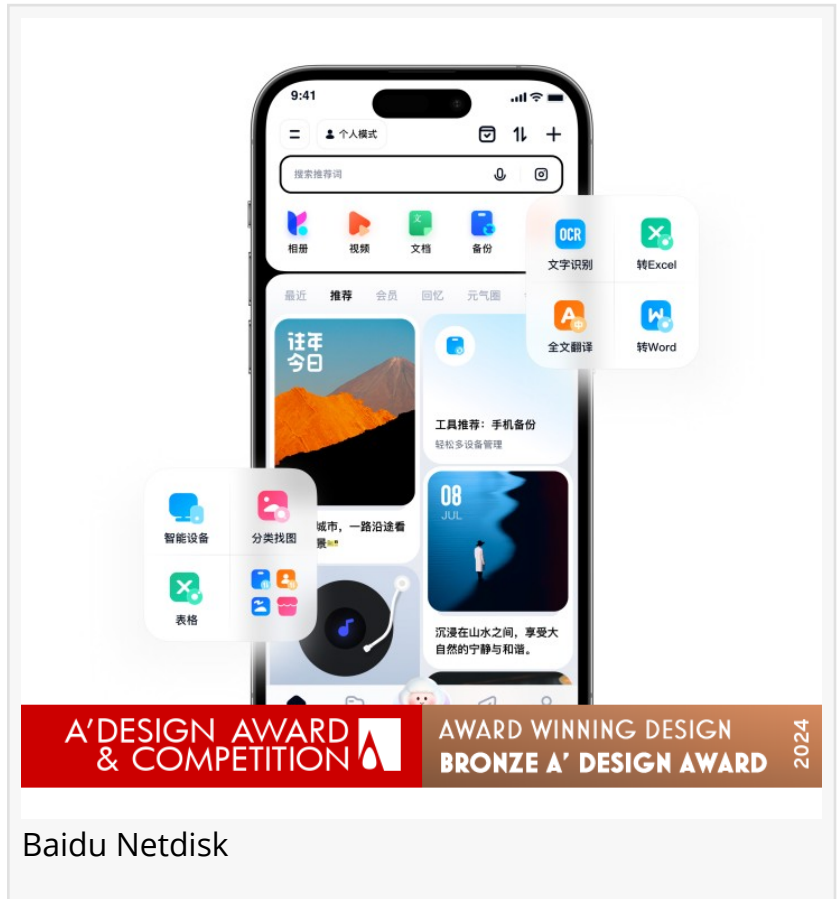 9:41
个人模式
搜索推荐词
相册
视频
文档
备份
OCR
文字识别
转Excel
全文翻译
转Word
最近
推荐
会员
回忆
元气圈
往年
今日
工具推荐：手机备份
轻松多设备管理
08
JUL
城市，一路沿途看
景
沉浸在山水之间，享受大
自然的宁静与和谐。
智能设备
分类找图
表格
A'DESIGN AWARD
& COMPETITION
AWARD WINNING DESIGN
BRONZE A' DESIGN AWARD
2024
Baidu Netdisk